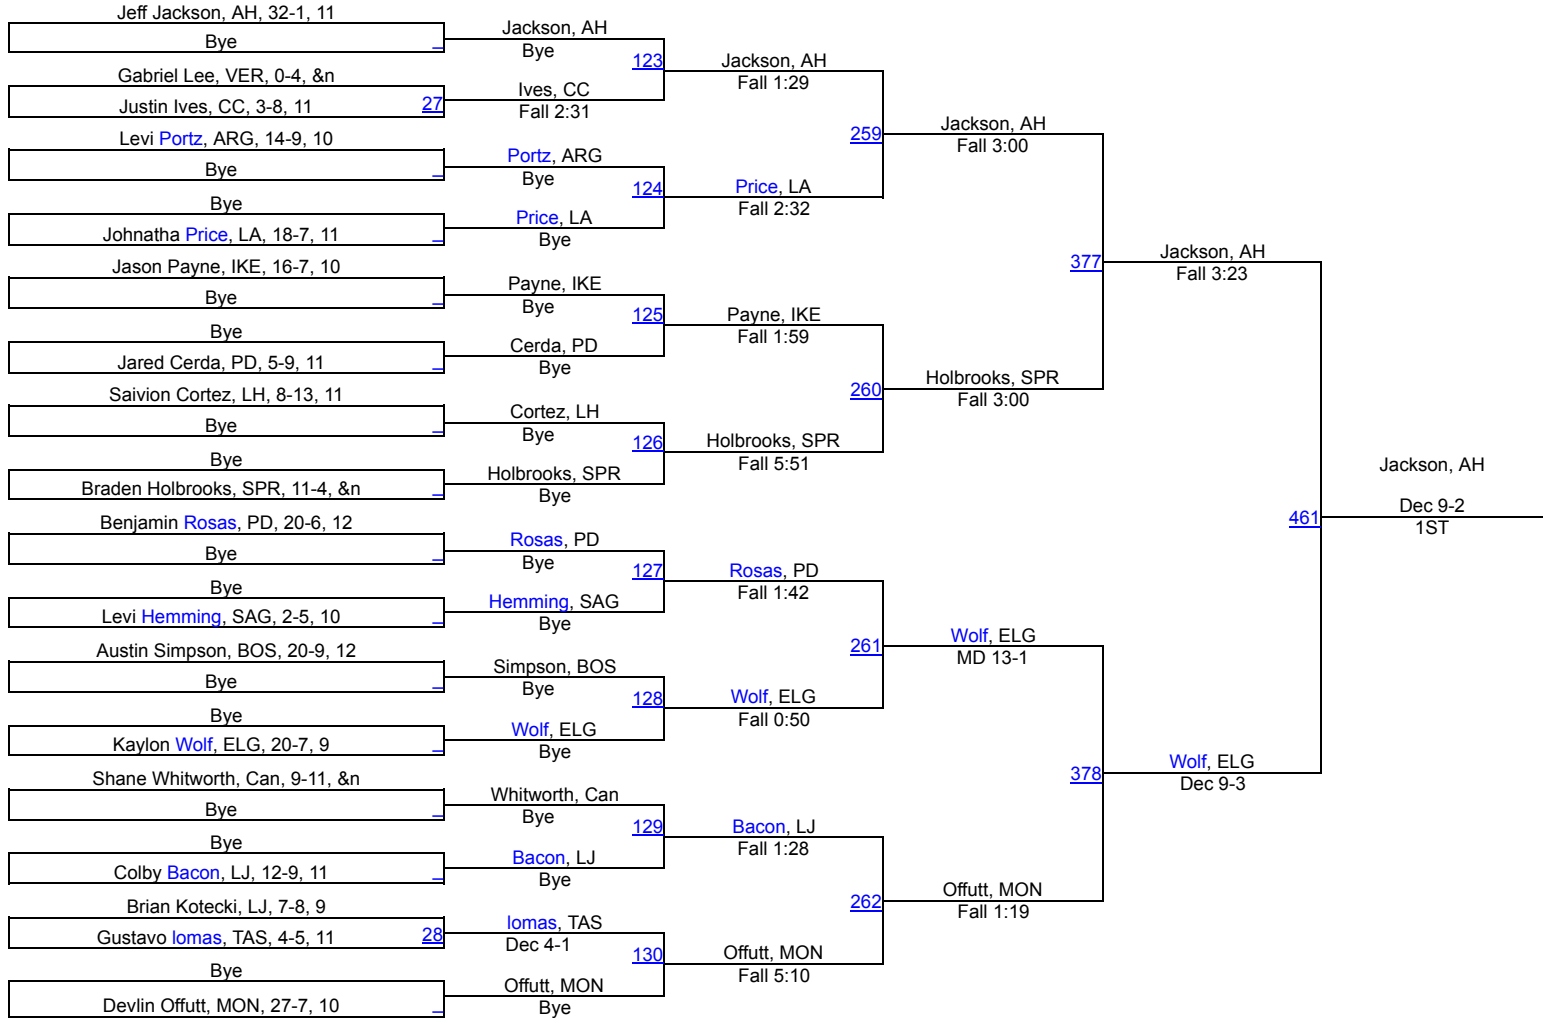 Jeff Jackson, AH, 32-1, 11
Bye
Gabriel Lee, VER, 0-4, &n
Justin Ives, CC, 3-8, 11
27
Levi Portz, ARG, 14-9, 10
Bye
Bye
Johnatha Price, LA, 18-7, 11
Jason Payne, IKE, 16-7, 10
Bye
Bye
Jared Cerda, PD, 5-9, 11
Saivion Cortez, LH, 8-13, 11
Bye
Bye
Braden Holbrooks, SPR, 11-4, &n
Benjamin Rosas, PD, 20-6, 12
Bye
Bye
Levi Hemming, SAG, 2-5, 10
Austin Simpson, BOS, 20-9, 12
Bye
Bye
Kaylon Wolf, ELG, 20-7, 9
Shane Whitworth, Can, 9-11, &n
Bye
Bye
Colby Bacon, LJ, 12-9, 11
Brian Kotecki, LJ, 7-8, 9
Gustavo lomas, TAS, 4-5, 11
28
Bye
Devlin Offutt, MON, 27-7, 10
Jackson, AH
Bye
123
Ives, CC
Fall 2:31
Portz, ARG
Bye
124
Price, LA
Bye
Payne, IKE
Bye
125
Cerda, PD
Bye
Cortez, LH
Bye
126
Holbrooks, SPR
Bye
Rosas, PD
Bye
127
Hemming, SAG
Bye
Simpson, BOS
Bye
128
Wolf, ELG
Bye
Whitworth, Can
Bye
129
Bacon, LJ
Bye
lomas, TAS
Dec 4-1
130
Offutt, MON
Bye
Jackson, AH
Fall 1:29
259
Price, LA
Fall 2:32
Payne, IKE
Fall 1:59
260
Holbrooks, SPR
Fall 5:51
Rosas, PD
Fall 1:42
261
Wolf, ELG
Fall 0:50
Bacon, LJ
Fall 1:28
262
Offutt, MON
Fall 5:10
Jackson, AH
Fall 3:00
377
Holbrooks, SPR
Fall 3:00
Wolf, ELG
MD 13-1
378
Offutt, MON
Fall 1:19
Jackson, AH
Fall 3:23
461
Wolf, ELG
Dec 9-3
Jackson, AH
Dec 9-2
1ST